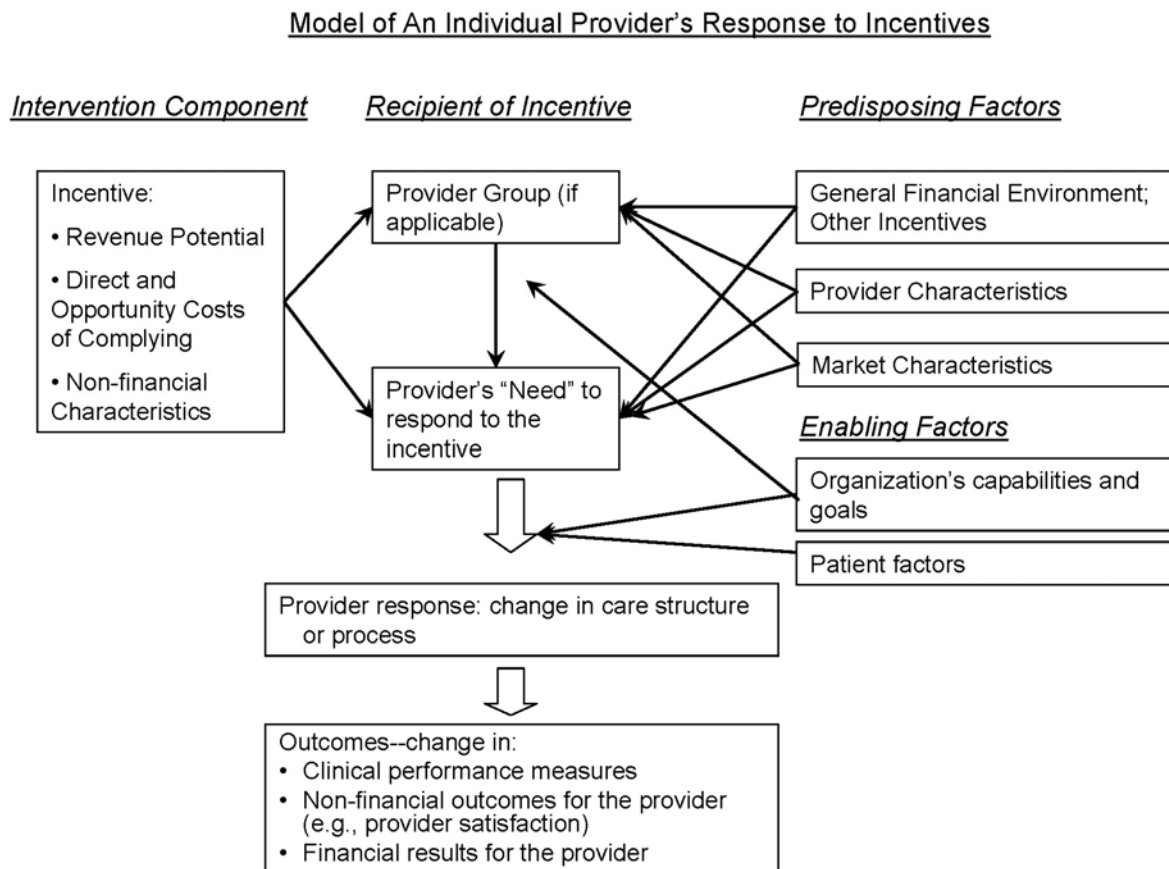 Model of An Individual Provider's Response to Incentives
Intervention Component
Recipient of Incentive
Predisposing Factors
Incentive:
• Revenue Potential
• Direct and
Opportunity Costs
of Complying
• Non-financial
Characteristics
Provider Group (if
applicable)
Provider's “Need” to
respond to the
incentive
General Financial Environment;
Other Incentives
Provider Characteristics
Market Characteristics
Enabling Factors
Organization's capabilities and
goals
Patient factors
Provider response: change in care structure
or process
Outcomes--change in:
• Clinical performance measures
• Non-financial outcomes for the provider
(e.g., provider satisfaction)
• Financial results for the provider